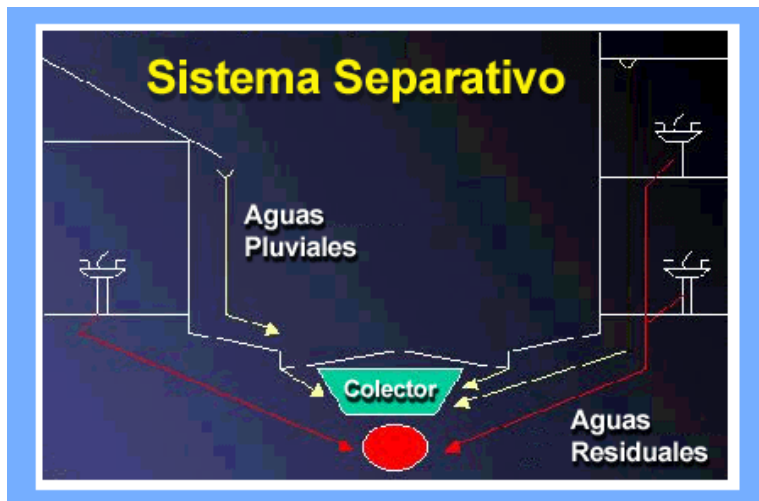 Sistema Separativo
Aguas
Pluviales
Colector
Aguas
Residuales